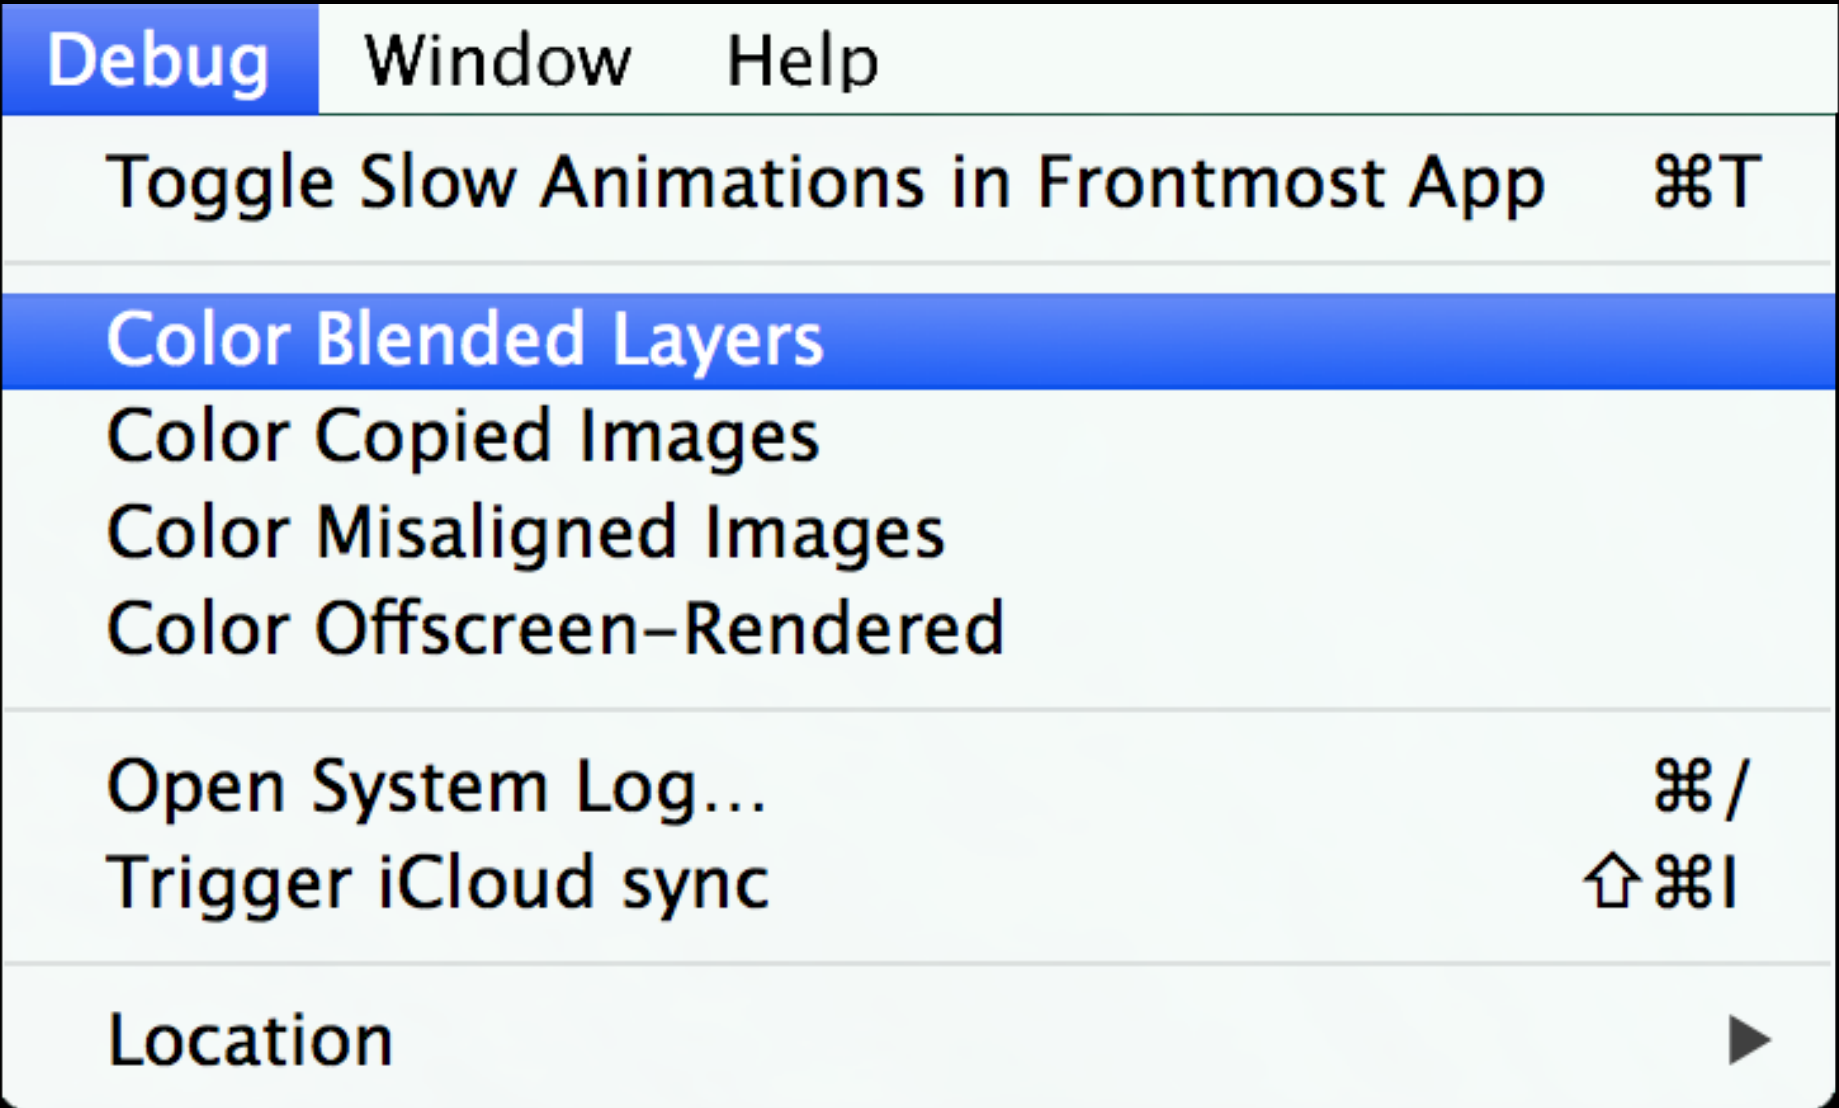 Debug Window Help
Toggle Slow Animations in Frontmost App ⌘T
Color Blended Layers
Color Copied Images
Color Misaligned Images
Color Offscreen-Rendered
Open System Log... ⌘/
Trigger iCloud sync ⇧⌘I
Location ▶